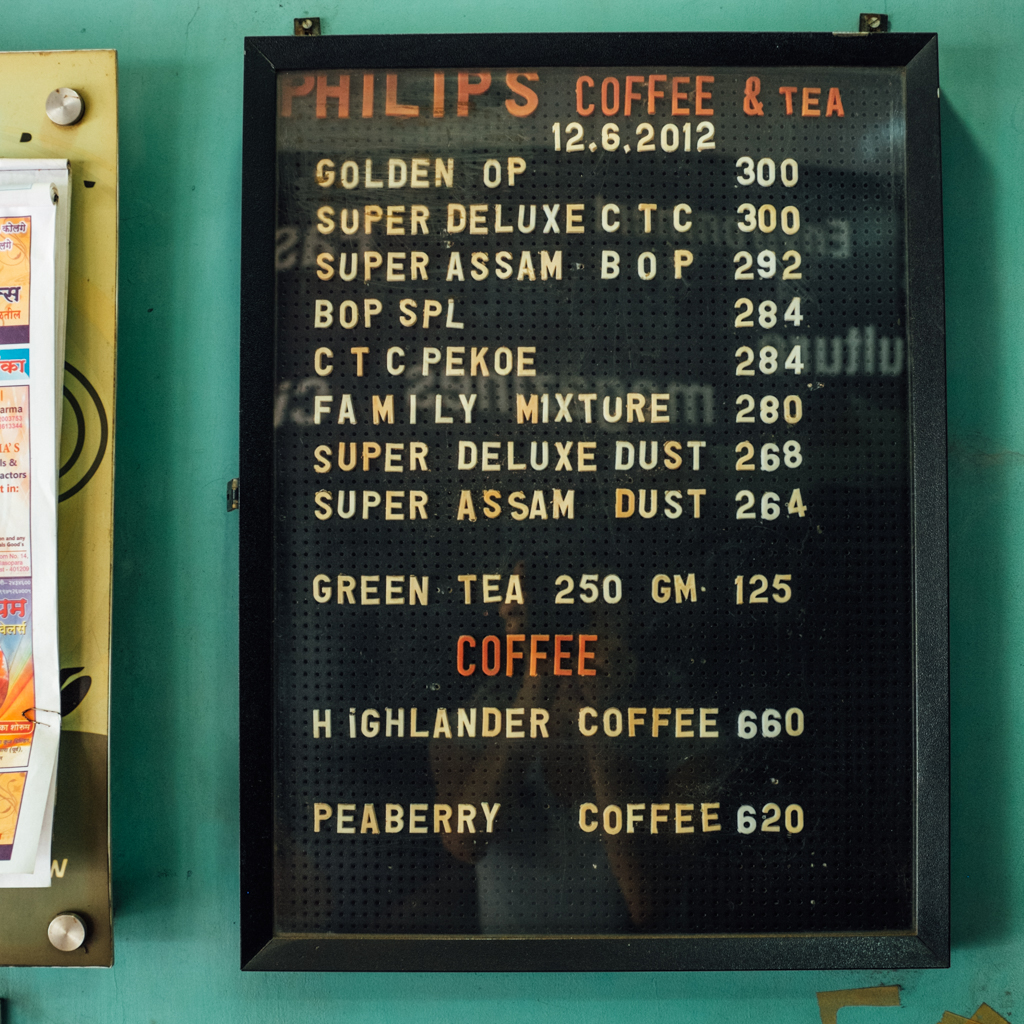 PHILIPS COFFEE & TEA
12.6.2012
GOLDEN OP 300
SUPER DELUXE C T C 300
SUPER ASSAM B O P 292
BOP SPL 284
C T C PEKOE 284
FAMILY MIXTURE 280
SUPER DELUXE DUST 268
SUPER ASSAM DUST 264
GREEN TEA 250 GM. 125
COFFEE
HiGHLANDER COFFEE 660
PEABERRY COFFEE 620